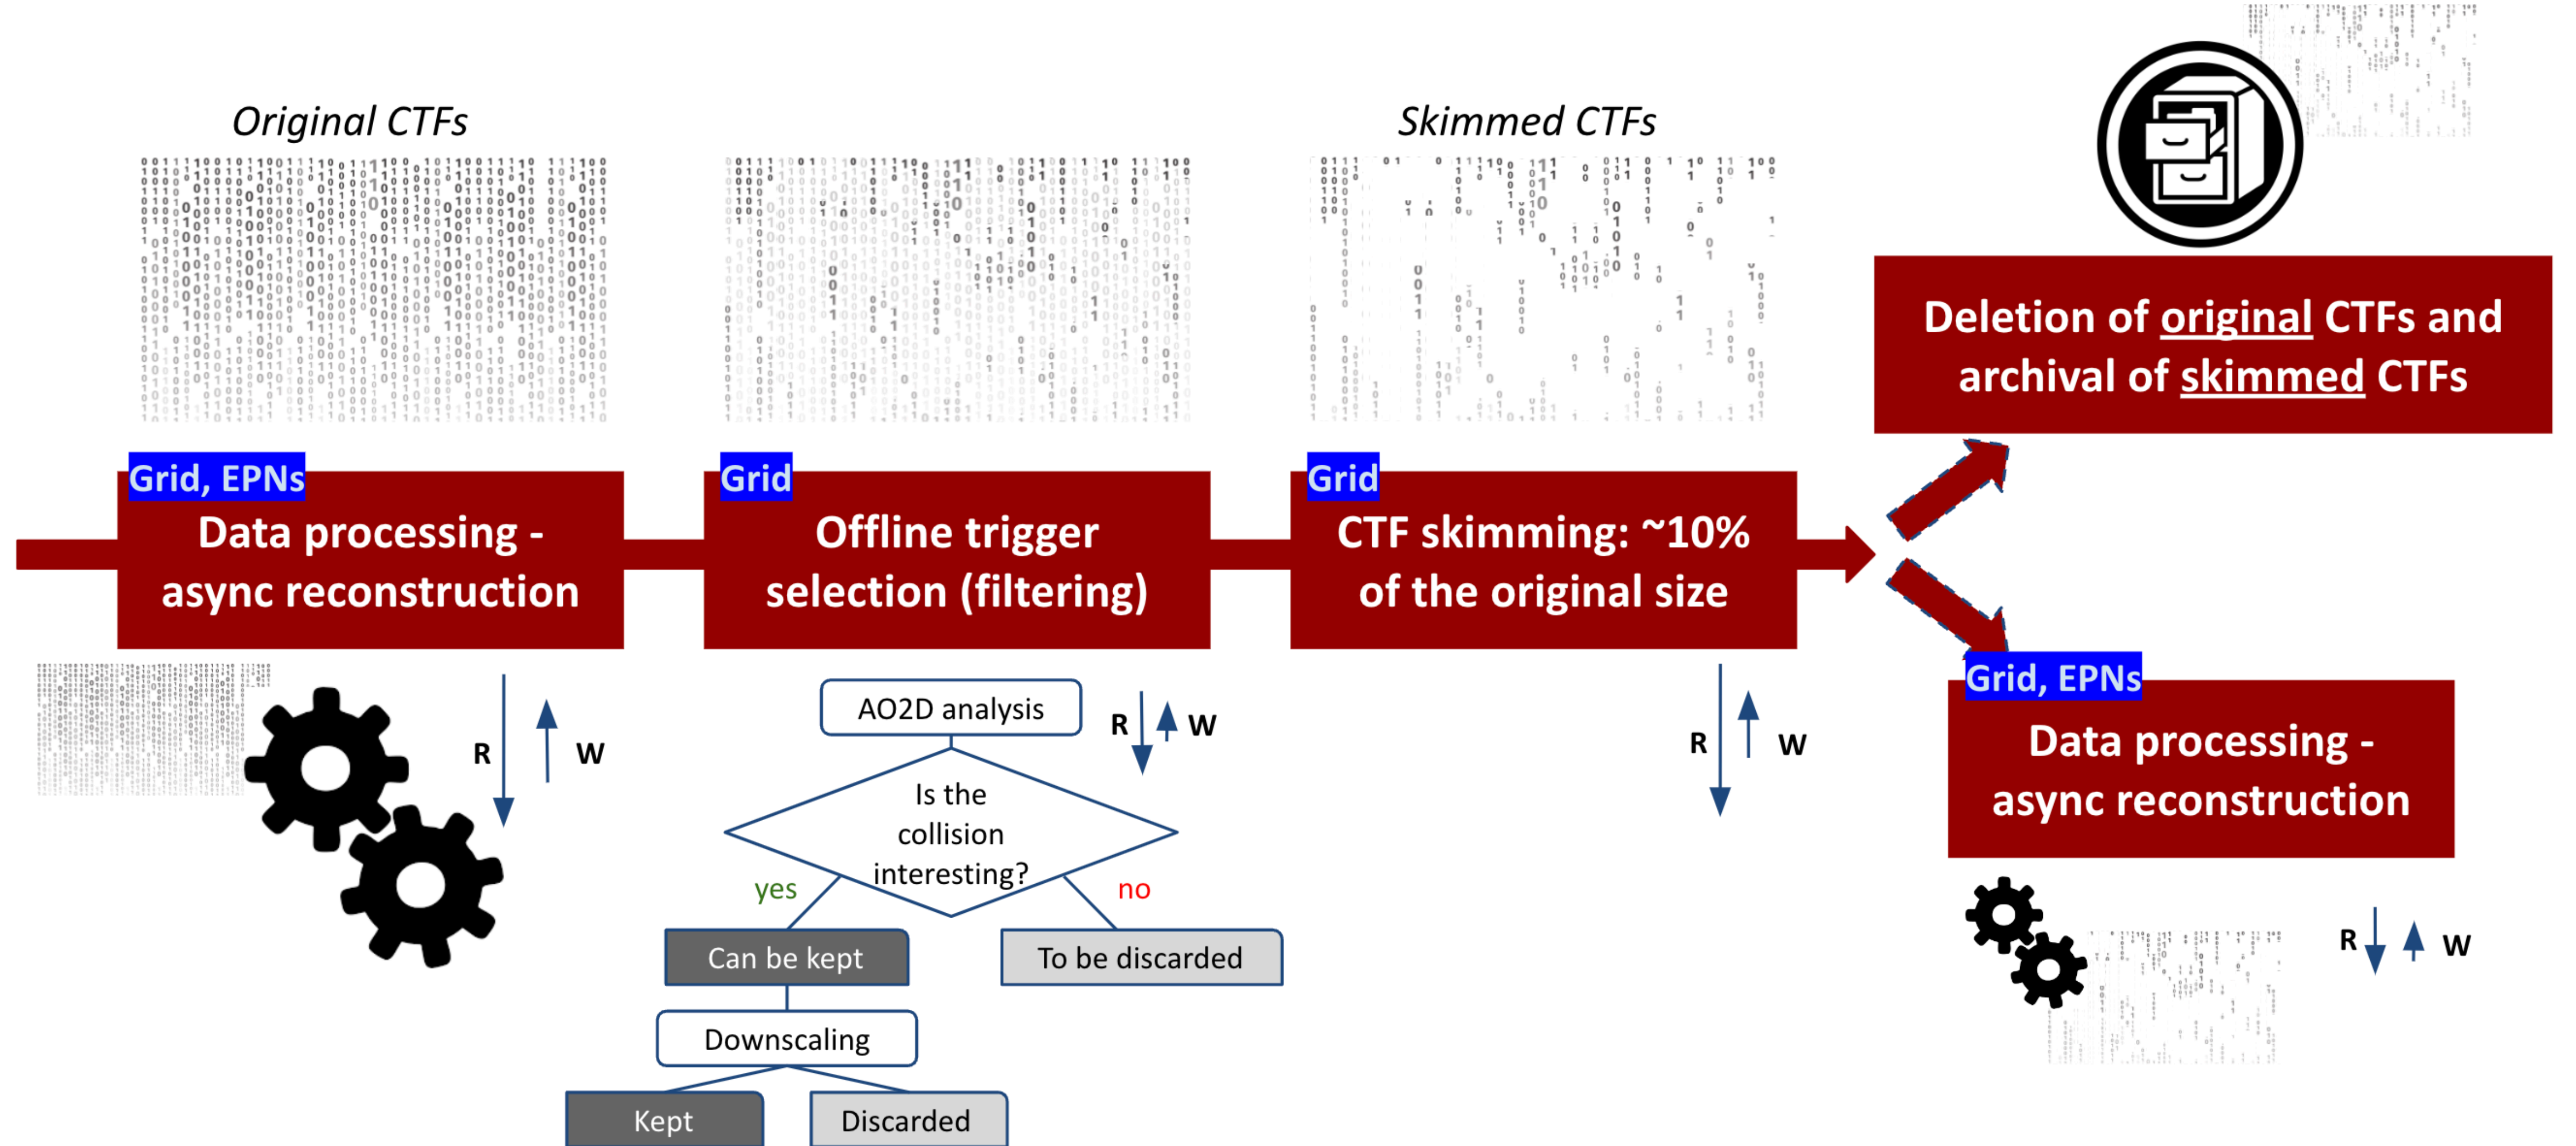 Original CTFs
Skimmed CTFs
Deletion of original CTFs and
archival of skimmed CTFs
Grid, EPNs
Data processing -
async reconstruction
Grid
Offline trigger
selection (filtering)
Grid
CTF skimming: ~10%
of the original size
R
W
AO2D analysis
R
W
Is the
collision
interesting?
yes
no
Can be kept
To be discarded
Downscaling
Kept
Discarded
R
W
Grid, EPNs
Data processing -
async reconstruction
R
W